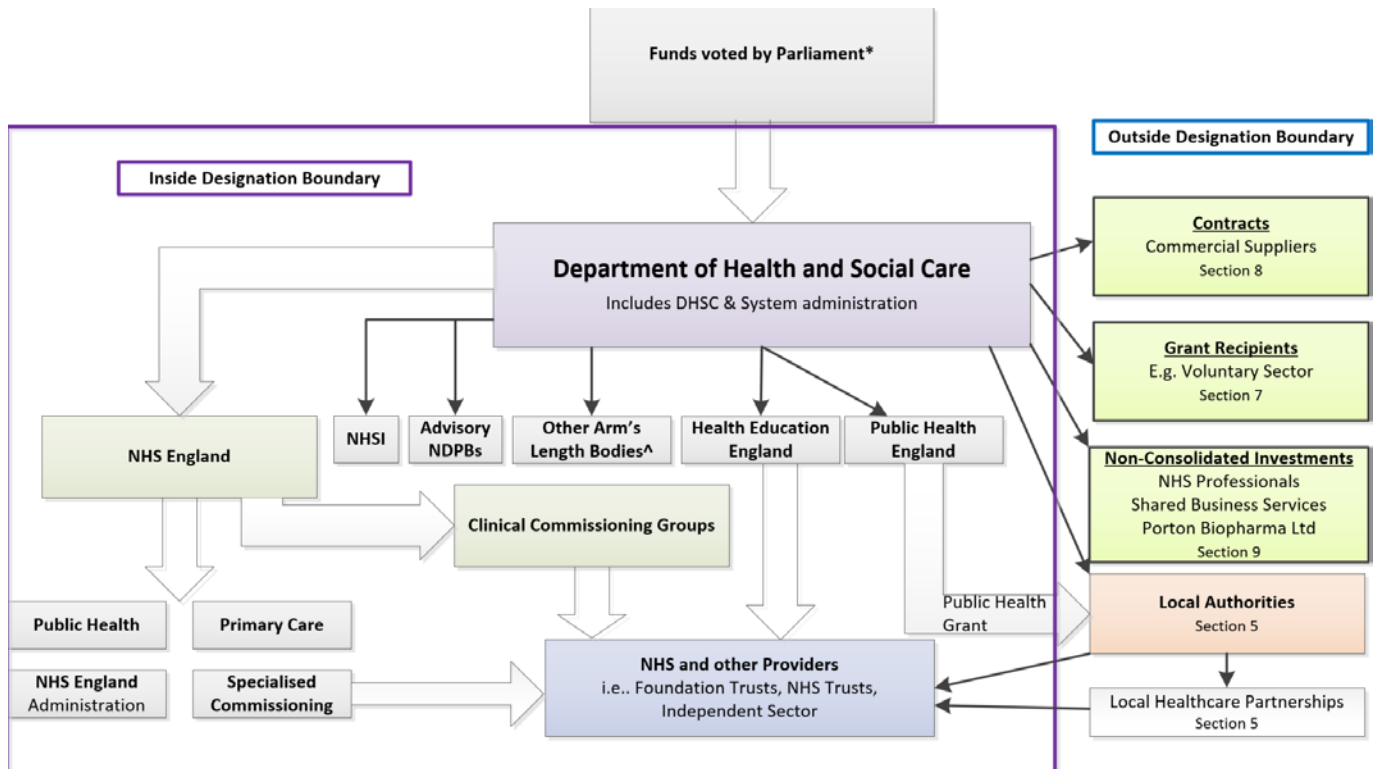 Funds voted by Parliament*
Outside Designation Boundary
Inside Designation Boundary
Contracts
Commercial Suppliers
Section 8
Department of Health and Social Care
Includes DHSC & System administration
Grant Recipients
E.g. Voluntary Sector
Section 7
NHS England
NHSI
Advisory
NDPBs
Other Arm's
Length Bodies^
Health Education
England
Public Health
England
Non-Consolidated Investments
NHS Professionals
Shared Business Services
Porton Biopharma Ltd
Section 9
Clinical Commissioning Groups
Public Health
Grant
Local Authorities
Section 5
Public Health
Primary Care
NHS England
Administration
Specialised
Commissioning
NHS and other Providers
i.e.. Foundation Trusts, NHS Trusts,
Independent Sector
Local Healthcare Partnerships
Section 5